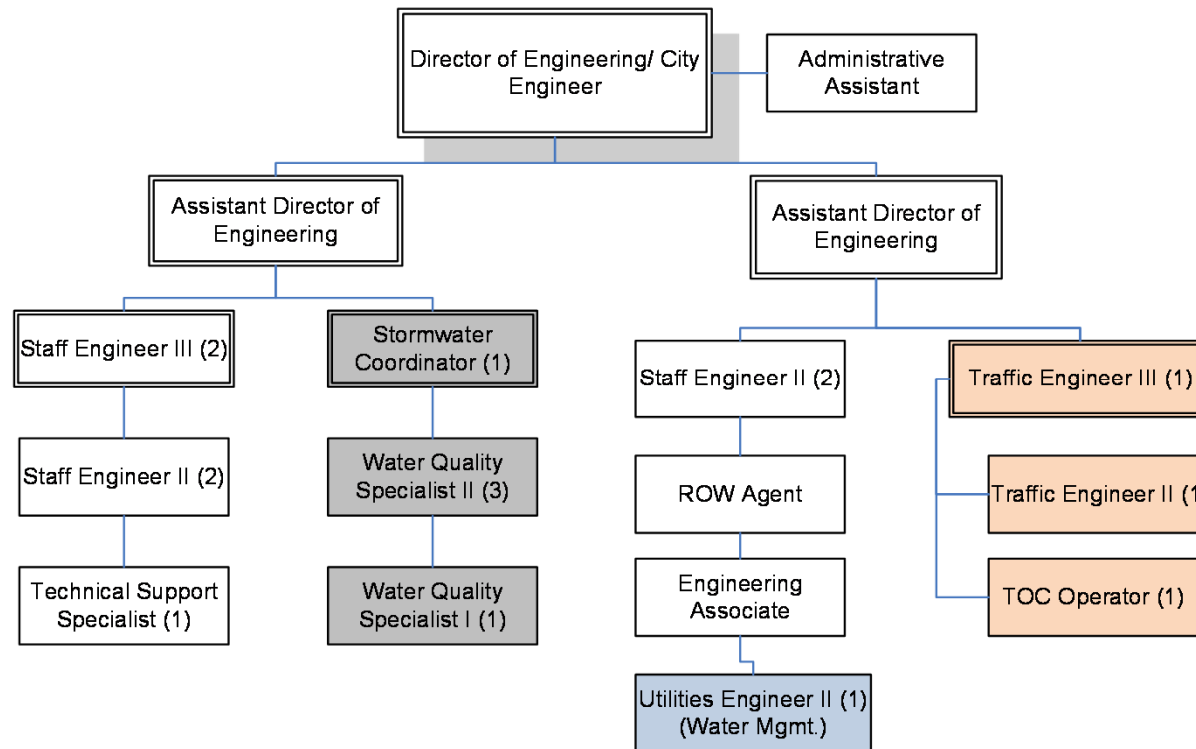 Director of Engineering/ City
Engineer
Administrative
Assistant
Assistant Director of
Engineering
Assistant Director of
Engineering
Staff Engineer III (2)
Stormwater
Coordinator (1)
Staff Engineer II (2)
Traffic Engineer III (1)
Staff Engineer II (2)
Water Quality
Specialist II (3)
ROW Agent
Traffic Engineer II (1
Technical Support
Specialist (1)
Water Quality
Specialist I (1)
Engineering
Associate
TOC Operator (1)
Utilities Engineer II (1)
(Water Mgmt.)